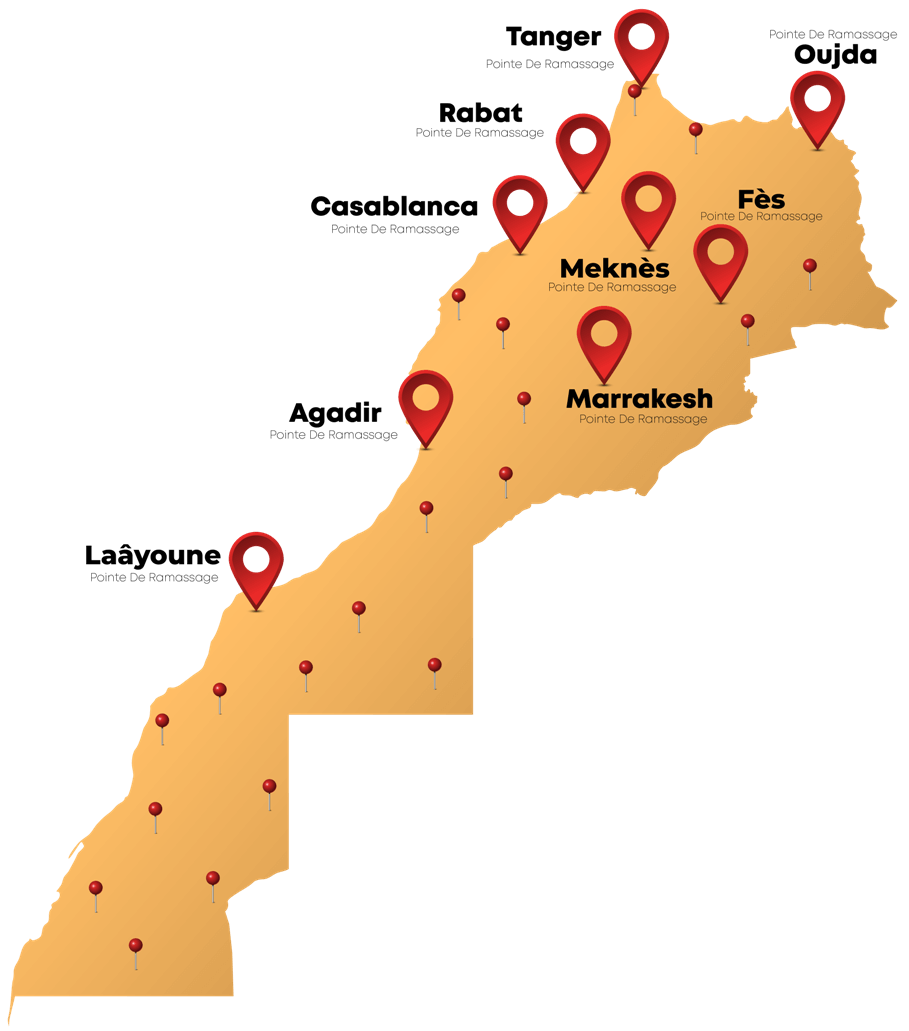 Tanger
Pointe De Ramassage
Pointe De Ramassage
Oujda
Rabat
Pointe De Ramassage
Casablanca
Pointe De Ramassage
Fès
Pointe De Ramassage
Meknès
Pointe De Ramassage
Marrakesh
Pointe De Ramassage
Agadir
Pointe De Ramassage
Laâyoune
Pointe De Ramassage